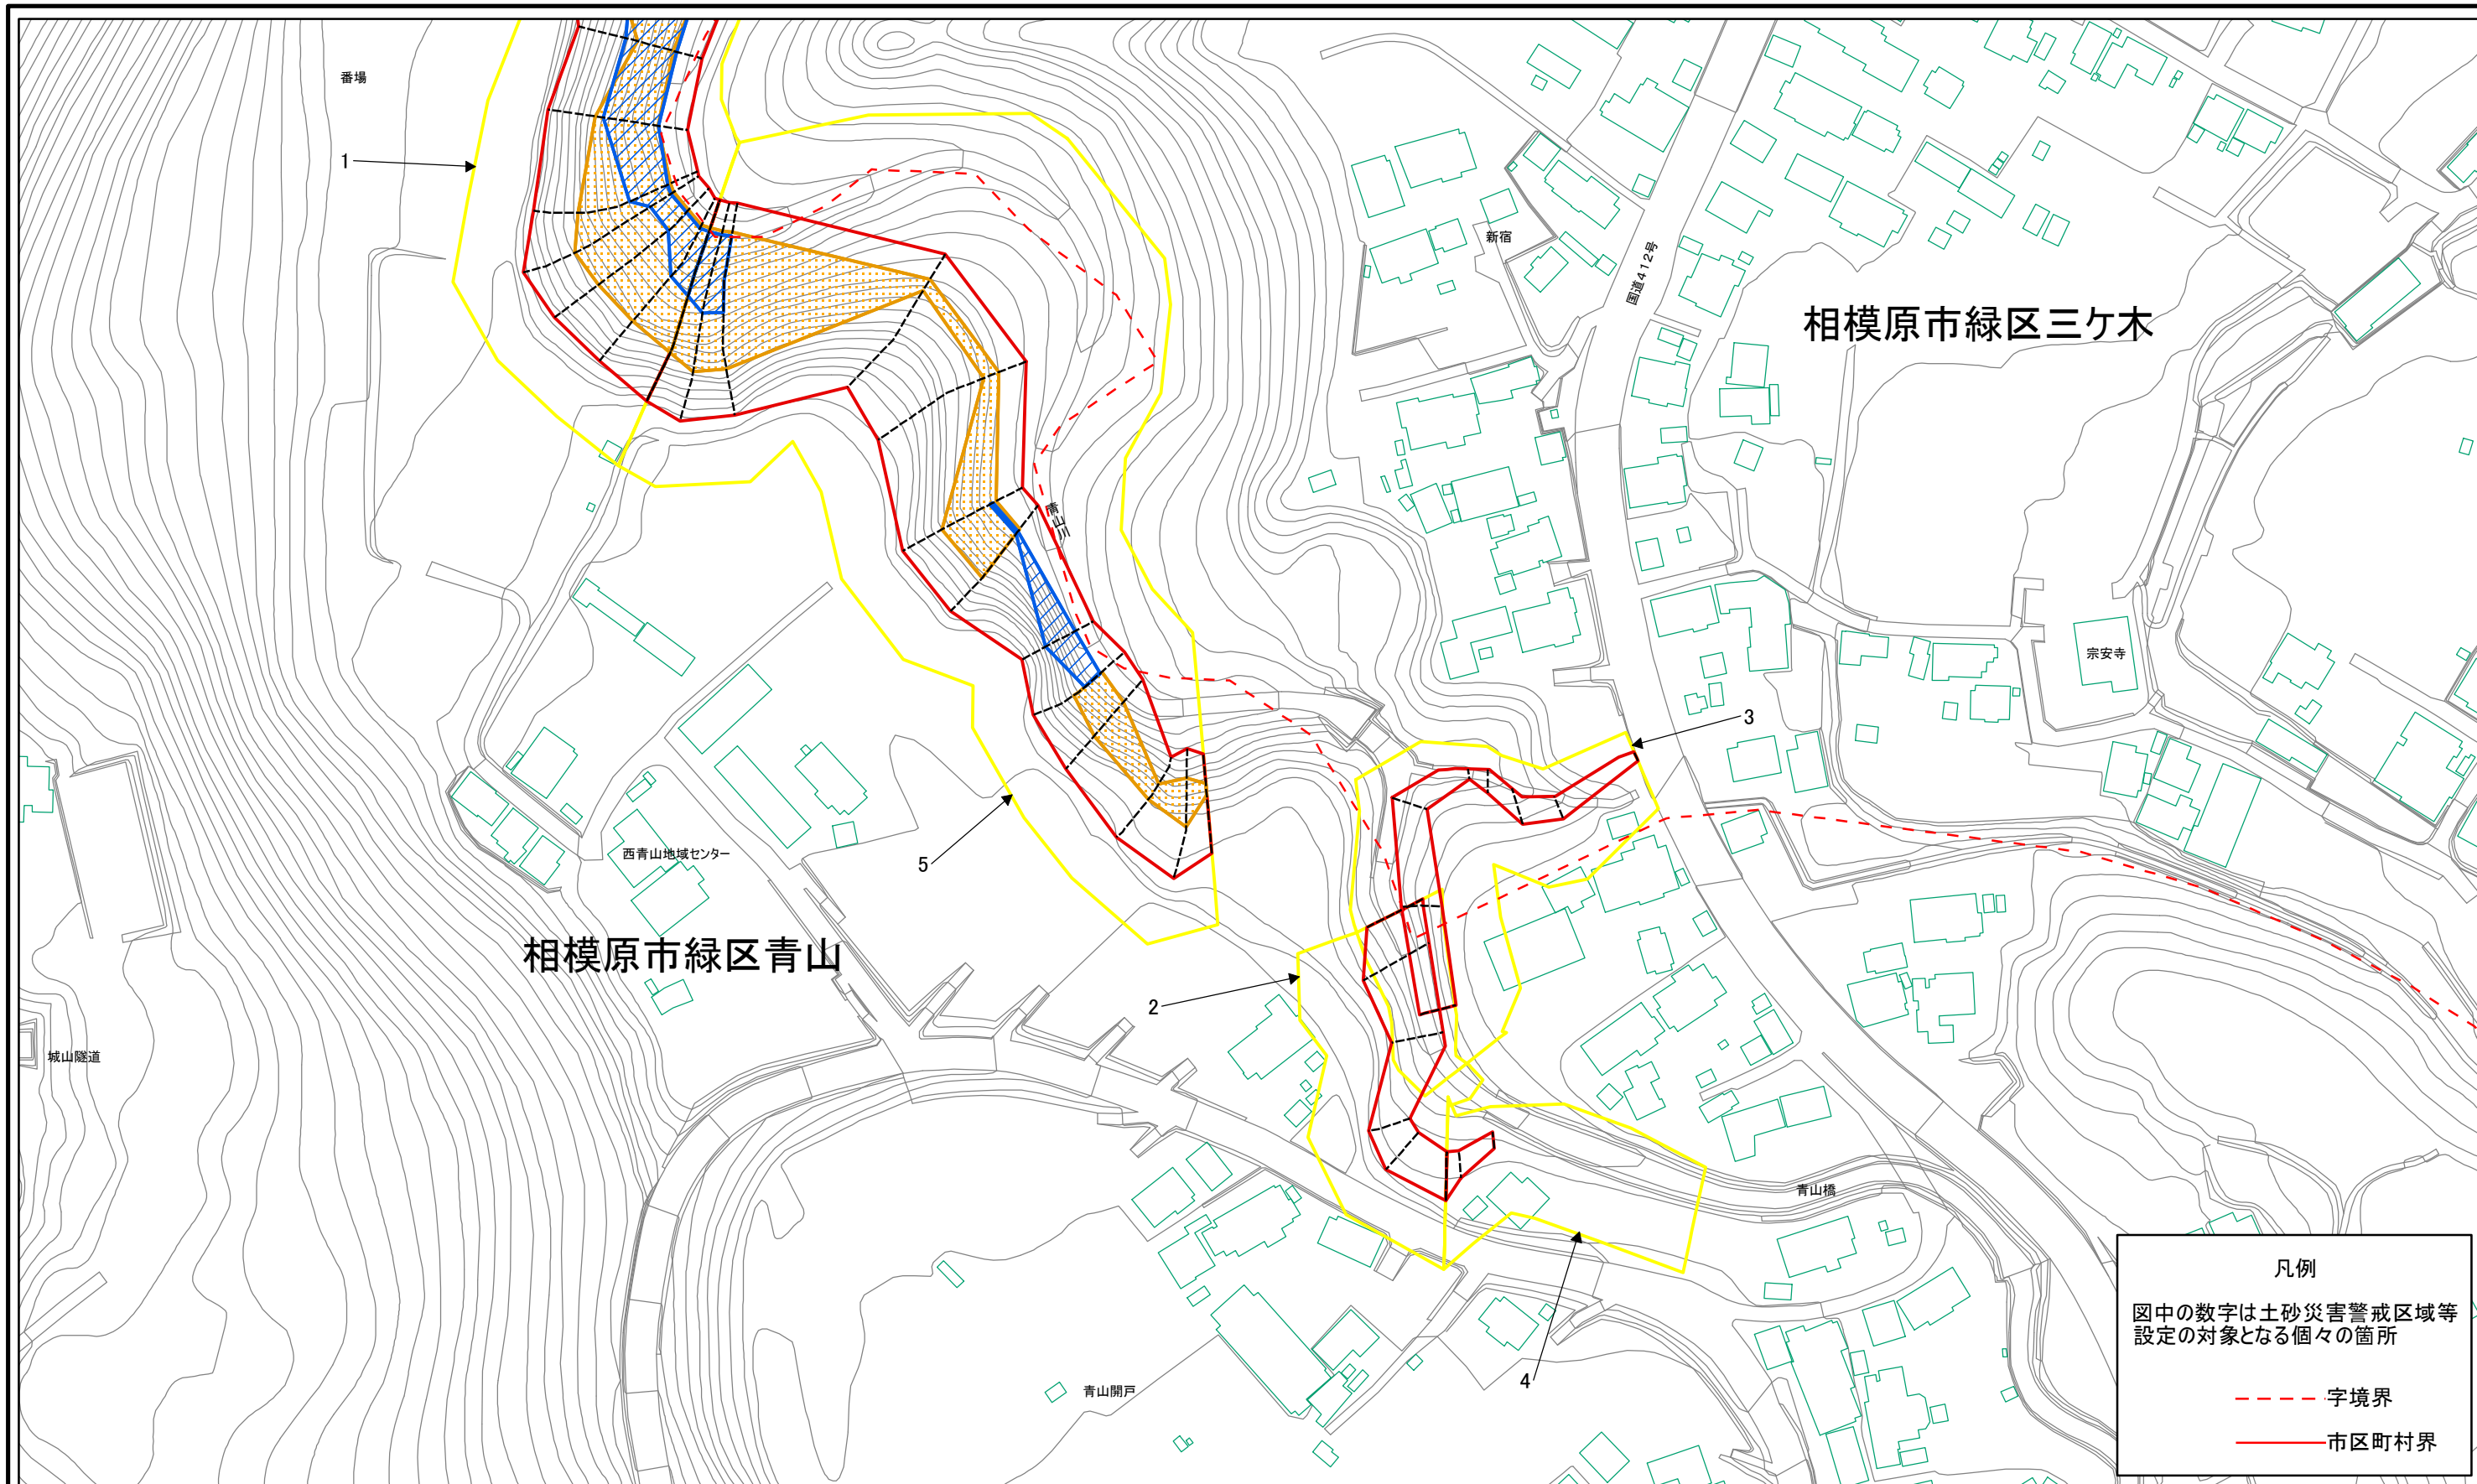 番場
1
新宿
国道412号
相模原市緑区三ケ木
青山川
宗安寺
3
西青山地域センター
5
相模原市緑区青山
2
城山隧道
青山橋
青山開戸
4
凡例
図中の数字は土砂災害警戒区域等
設定の対象となる個々の箇所
字境界
市区町村界